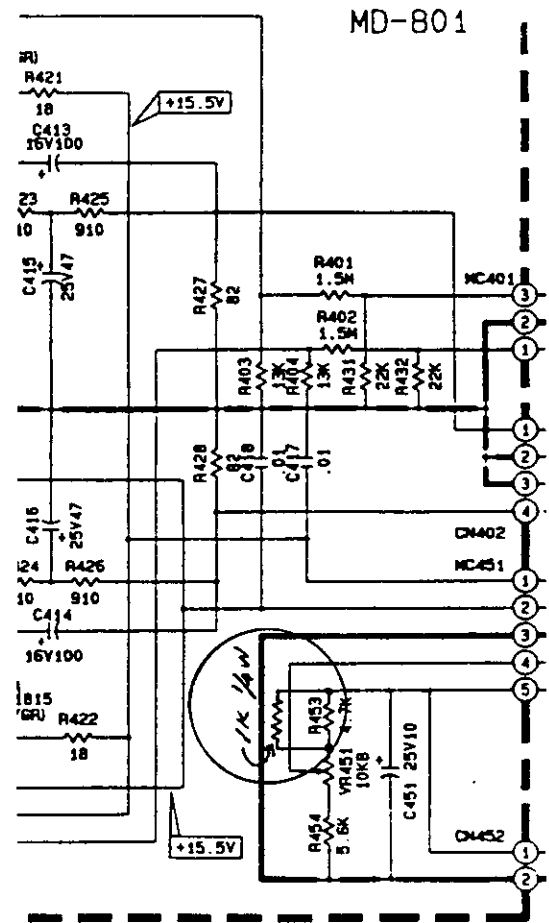 MD-801
R421
18
+15.5V
C413
16V100
R425
910
10
C415
25V47
R427
82
R401
1.5M
R402
1.5M
MC401
3
2
1
R403
13K
R404
13K
R431
22K
R432
22K
1
2
3
4
R428
82
C418
.01
C417
.01
C416
25V47
CN402
MC451
R426
910
10
C414
16V100
1
2
3
4
5
1K 1/4W
1815
R422
18
R453
4.7K
VR451
10KB
R454
5.6K
C451
25V10
CN452
1
2
+15.5V